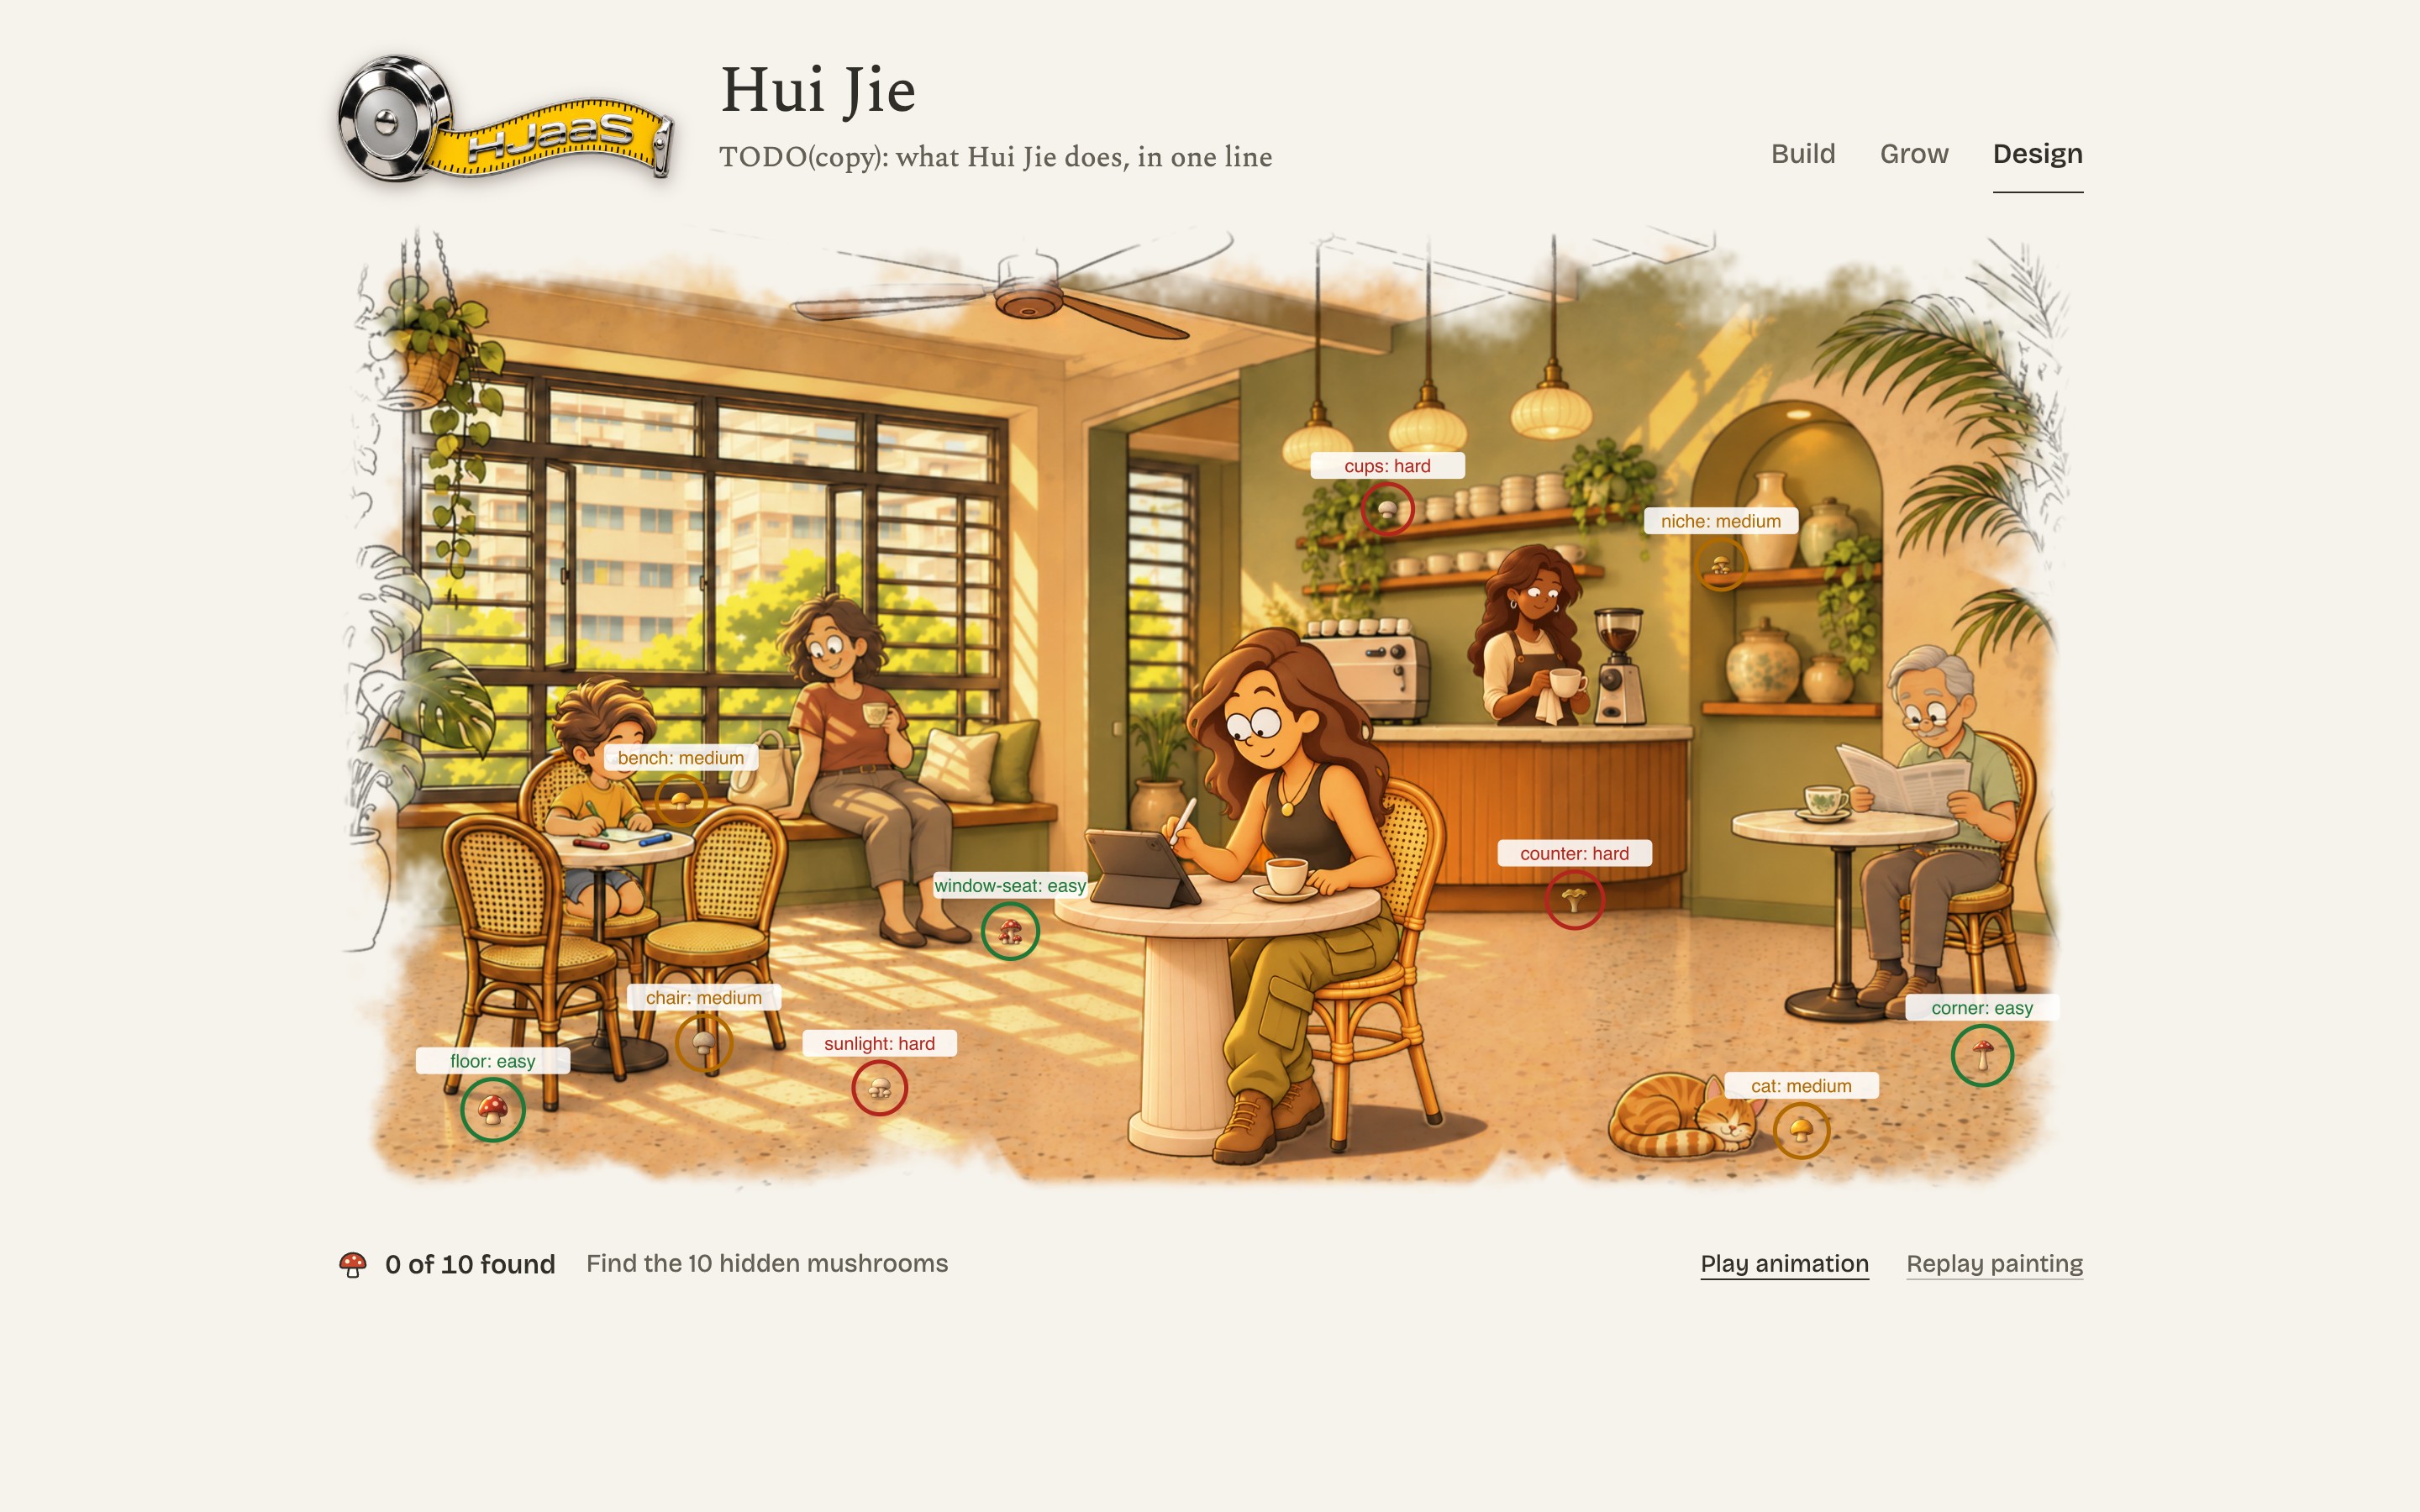 HJaaS
Hui Jie
TODO(copy): what Hui Jie does, in one line
Build
Grow
Design
cups: hard
niche: medium
bench: medium
counter: hard
window-seat: easy
chair: medium
corner: easy
sunlight: hard
floor: easy
cat: medium
0 of 10 found
Find the 10 hidden mushrooms
Play animation
Replay painting